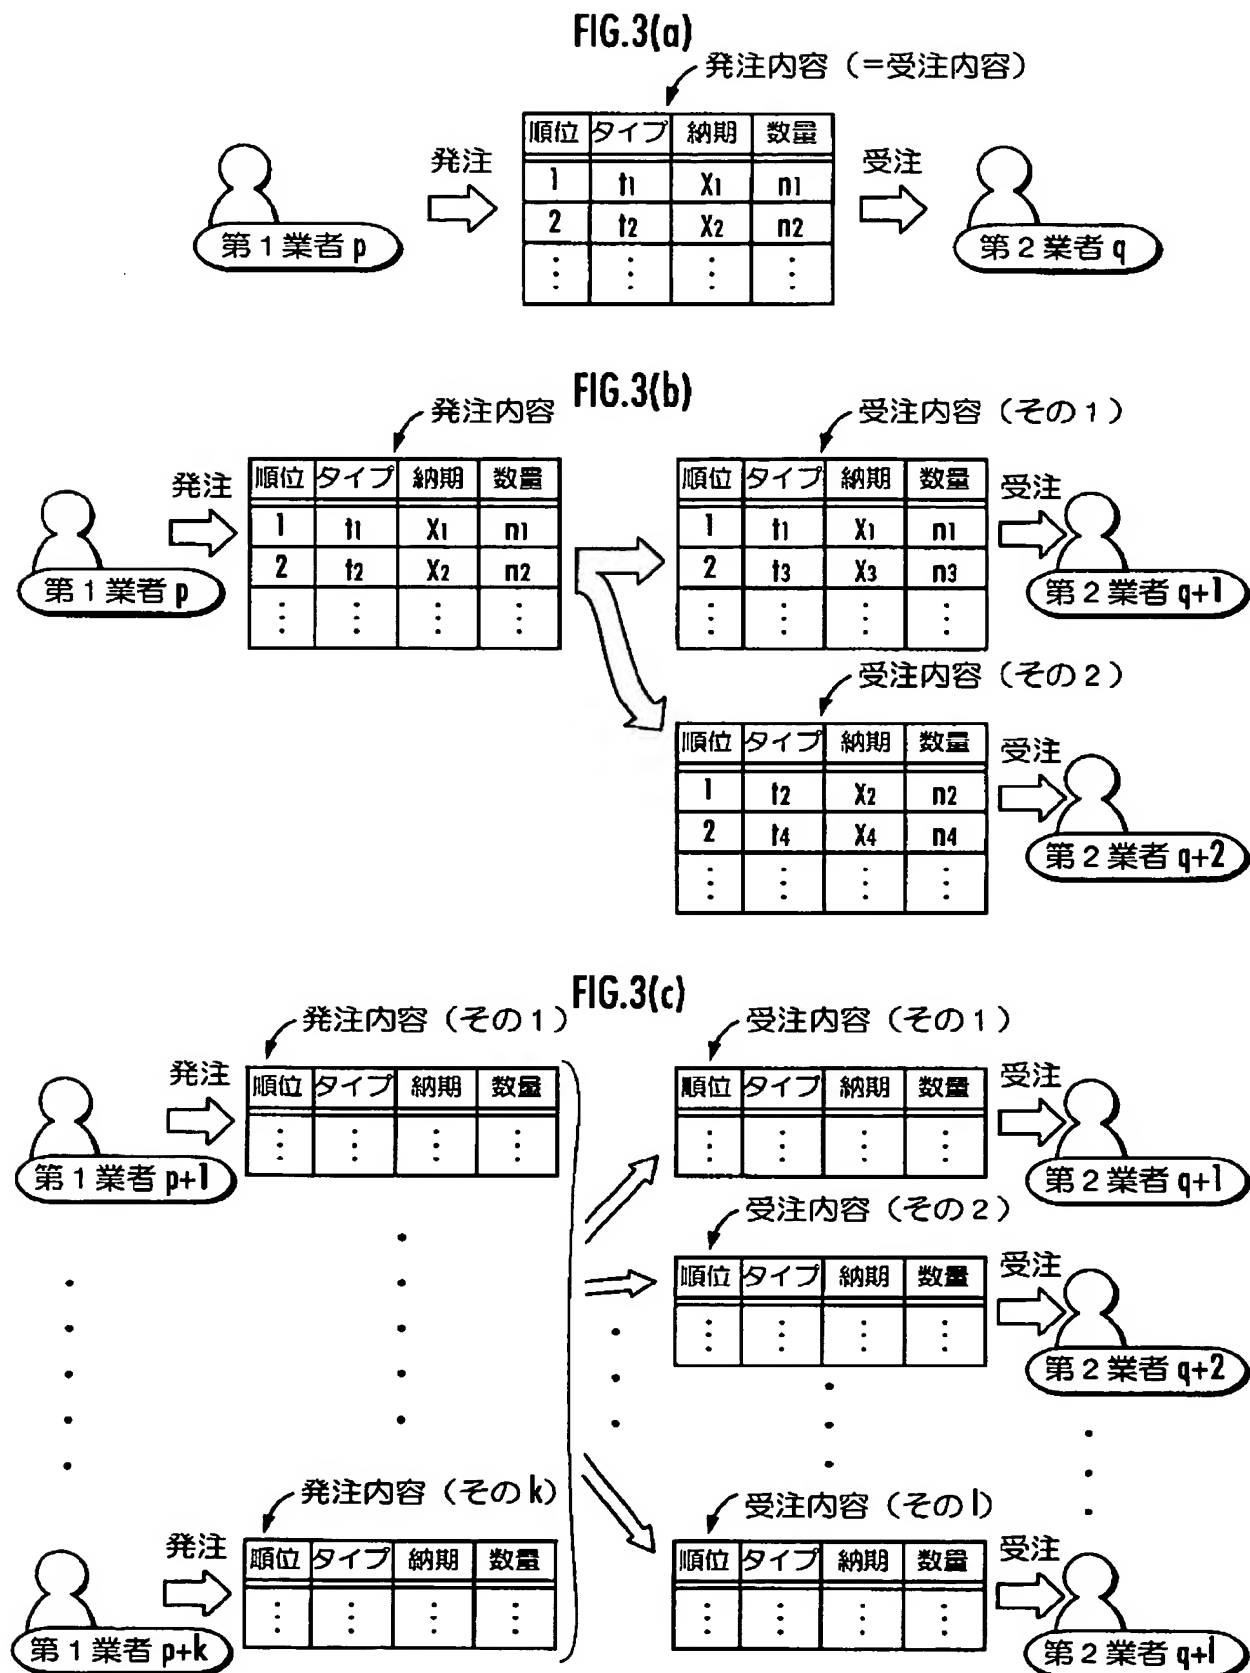 FIG.3(a)
発注内容（=受注内容）
順位 タイプ 納期 数量
1 t1 X1 n1
2 t2 X2 n2
⋮ ⋮ ⋮ ⋮
発注
受注
第1業者 p
第2業者 q
FIG.3(b)
発注内容
発注
順位 タイプ 納期 数量
1 t1 X1 n1
2 t2 X2 n2
⋮ ⋮ ⋮ ⋮
第1業者 p
受注内容（その1）
順位 タイプ 納期 数量
1 t1 X1 n1
2 t3 X3 n3
⋮ ⋮ ⋮ ⋮
受注
第2業者 q+1
受注内容（その2）
順位 タイプ 納期 数量
1 t2 X2 n2
2 t4 X4 n4
⋮ ⋮ ⋮ ⋮
受注
第2業者 q+2
FIG.3(c)
発注内容（その1）
発注
順位 タイプ 納期 数量
⋮ ⋮ ⋮ ⋮
第1業者 p+1
発注内容（そのk）
発注
順位 タイプ 納期 数量
⋮ ⋮ ⋮ ⋮
第1業者 p+k
受注内容（その1）
順位 タイプ 納期 数量
⋮ ⋮ ⋮ ⋮
受注
第2業者 q+1
受注内容（その2）
順位 タイプ 納期 数量
⋮ ⋮ ⋮ ⋮
受注
第2業者 q+2
受注内容（そのl）
順位 タイプ 納期 数量
⋮ ⋮ ⋮ ⋮
受注
第2業者 q+l